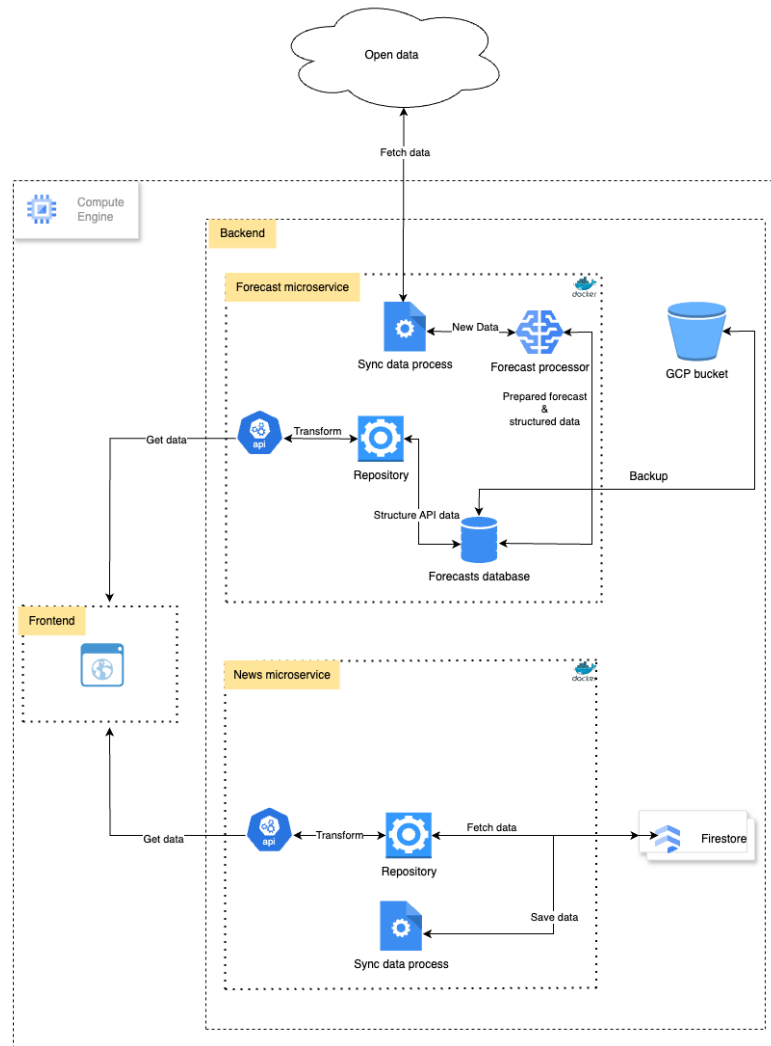 Open data
Fetch data
Compute
Engine
Backend
Forecast microservice
docker
New Data
Sync data process
Forecast processor
GCP bucket
Prepared forecast
&
structured data
api
Transform
Get data
Repository
Backup
Structure API data
Forecasts database
Frontend
News microservice
docker
api
Get data
Transform
Fetch data
Firestore
Repository
Save data
Sync data process